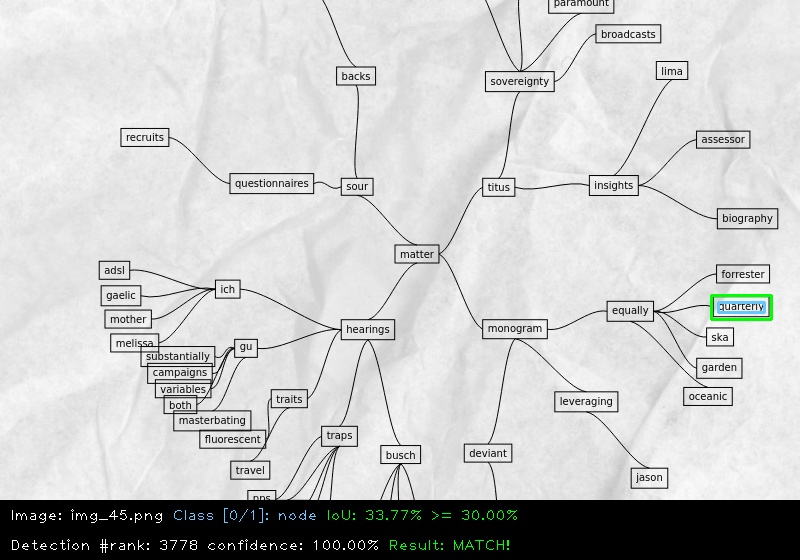 paramount
broadcasts
backs
sovereignty
lima
recruits
assessor
questionnaires
sour
titus
insights
biography
matter
adsl
forrester
ich
gaelic
quarterly
equally
mother
hearings
monogram
ska
melissa
gu
substantially
campaigns
garden
variables
oceanic
both
traits
leveraging
masterbating
fluorescent
traps
travel
busch
deviant
jason
pps
Image: img_45.png Class [0/1]: node IoU: 33.77% >= 30.00%
Detection #rank: 3778 confidence: 100.00% Result: MATCH!